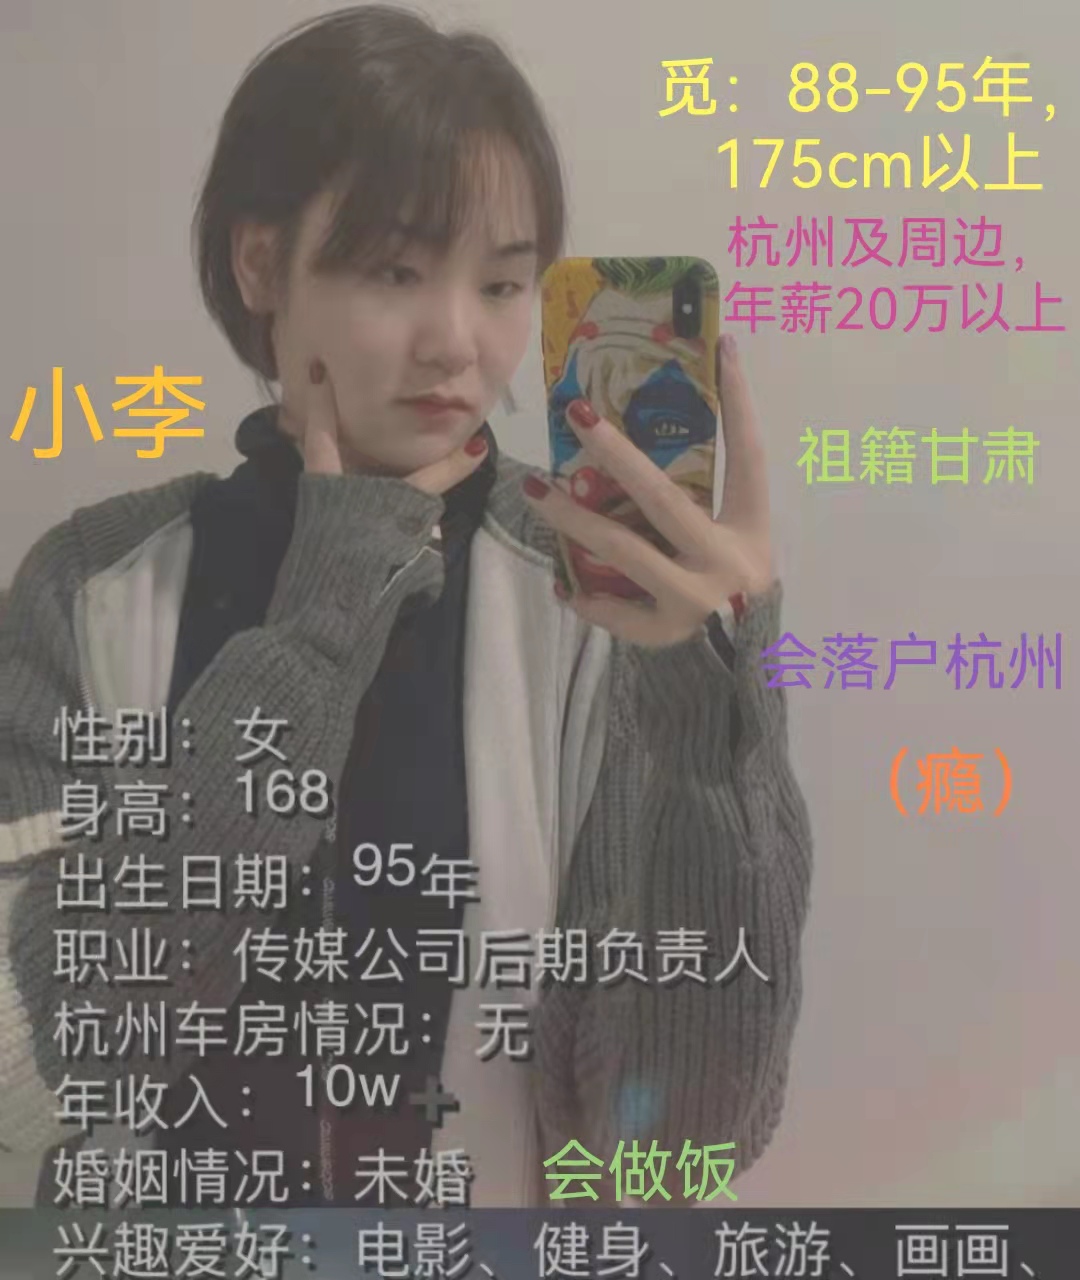 觅：88-95年，
175cm以上
杭州及周边，
年薪20万以上
小李
祖籍甘肃
会落户杭州
（瘾）
性别：女
身高：168
出生日期：95年
职业：传媒公司后期负责人
杭州车房情况：无
年收入：10w+
婚姻情况：未婚
会做饭
兴趣爱好：电影、健身、旅游、画画、